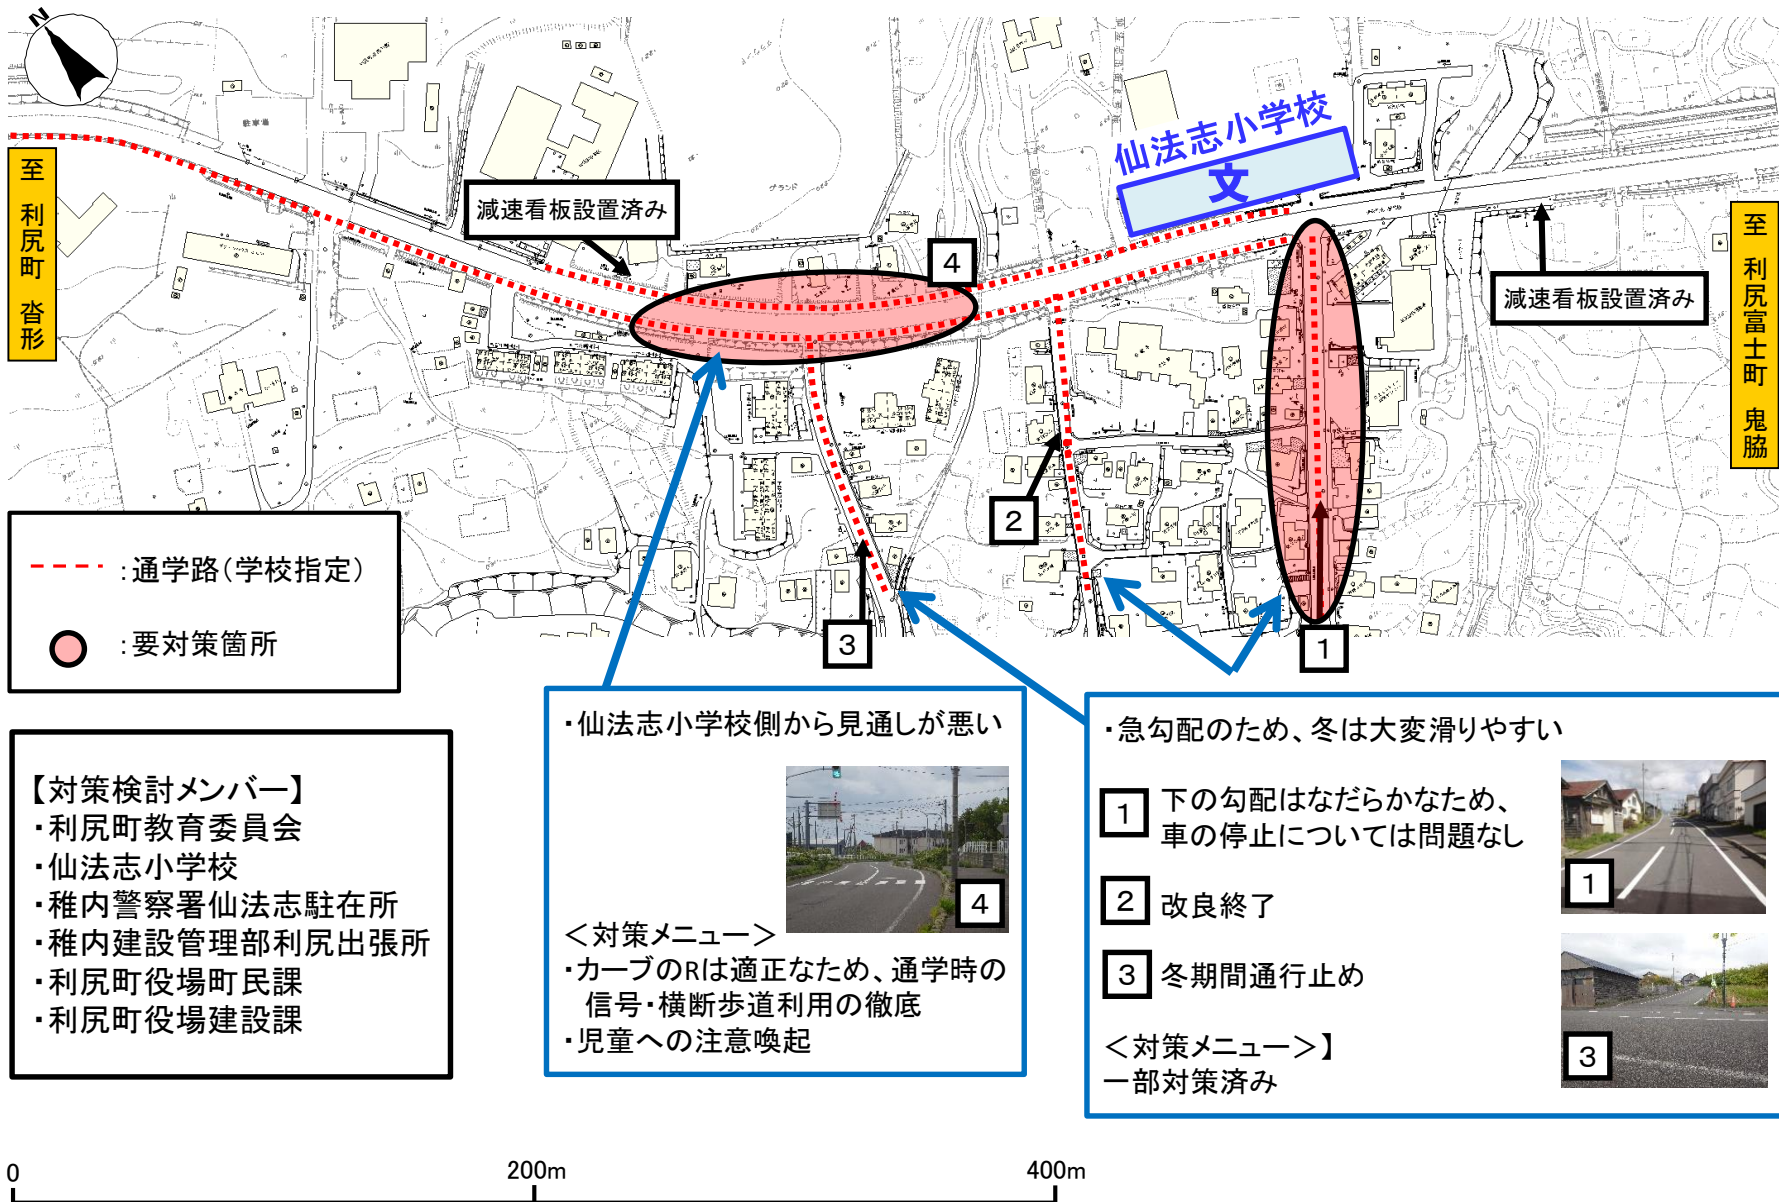 N
仙法志小学校
文
至 利尻町 沓形
減速看板設置済み
4
至 利尻富士町 鬼脇
減速看板設置済み
グランド
2
3
1
：通学路（学校指定）
：要対策箇所
【対策検討メンバー】
・利尻町教育委員会
・仙法志小学校
・稚内警察署仙法志駐在所
・稚内建設管理部利尻出張所
・利尻町役場町民課
・利尻町役場建設課
・仙法志小学校側から見通しが悪い
4
＜対策メニュー＞
・カーブのRは適正なため、通学時の
信号・横断歩道利用の徹底
・児童への注意喚起
・急勾配のため、冬は大変滑りやすい
1 下の勾配はなだらかなため、
車の停止については問題なし
1
2 改良終了
3 冬期間通行止め
＜対策メニュー＞】
一部対策済み
3
0 200m 400m